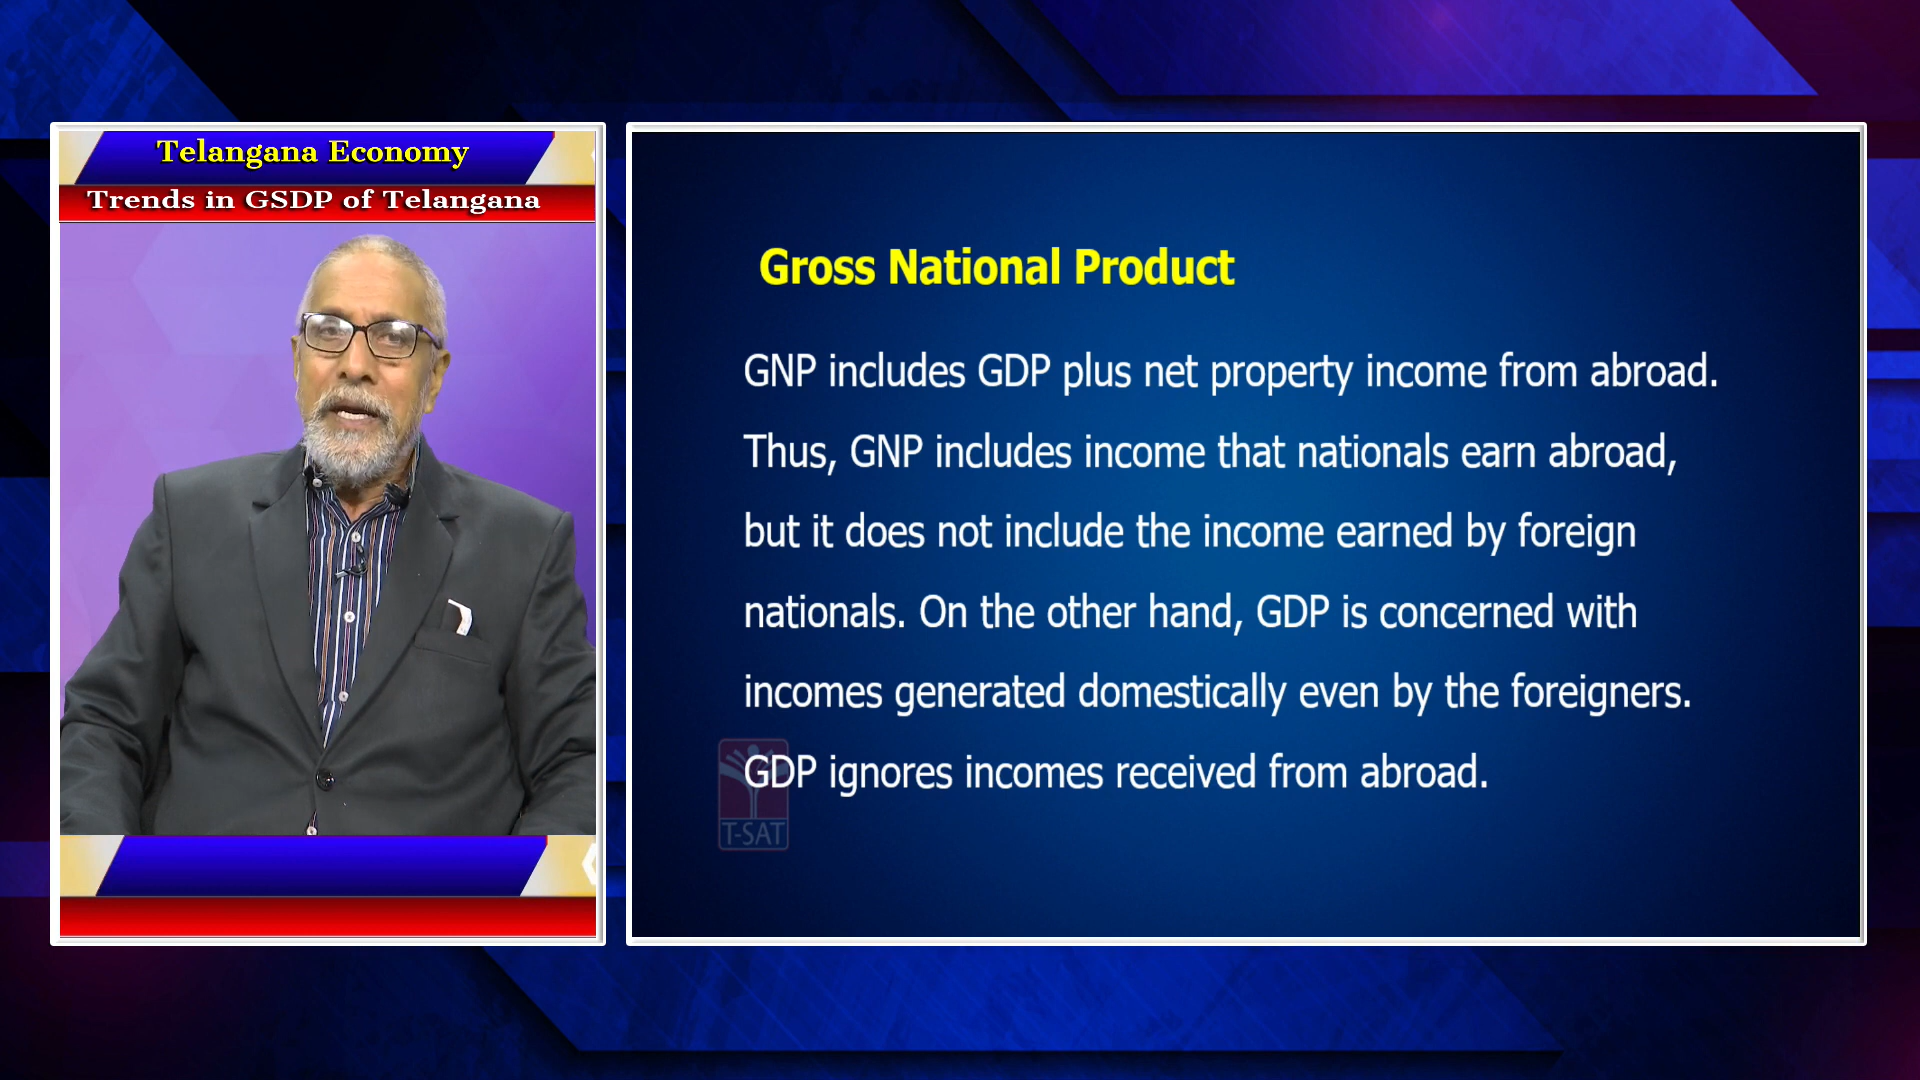 Telangana Economy
Trends in GSDP of Telangana
Gross National Product
GNP includes GDP plus net property income from abroad.
Thus, GNP includes income that nationals earn abroad,
but it does not include the income earned by foreign
nationals. On the other hand, GDP is concerned with
incomes generated domestically even by the foreigners.
GDP ignores incomes received from abroad.
T-SAT